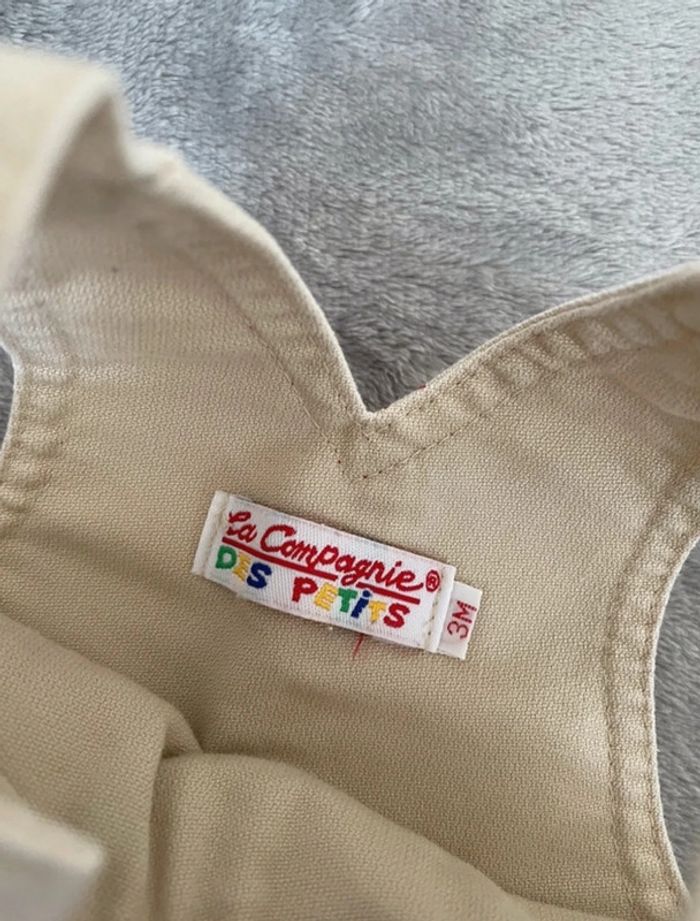 La Compagnie®
DES PETITS
3M